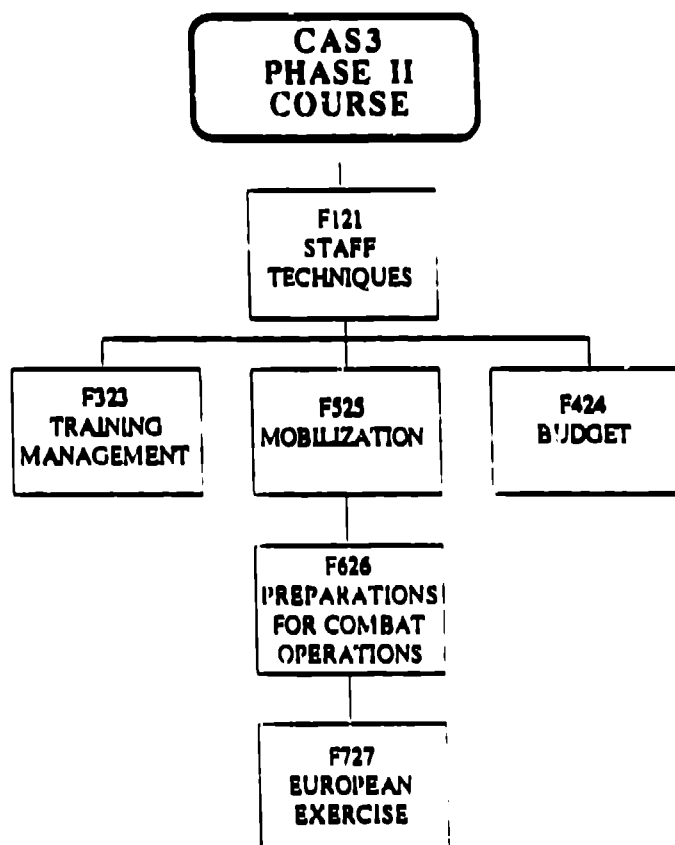 CAS3
PHASE II
COURSE
F121
STAFF
TECHNIQUES
F323
TRAINING
MANAGEMENT
F525
MOBILIZATION
F424
BUDGET
F626
PREPARATIONS
FOR COMBAT
OPERATIONS
F727
EUROPEAN
EXERCISE